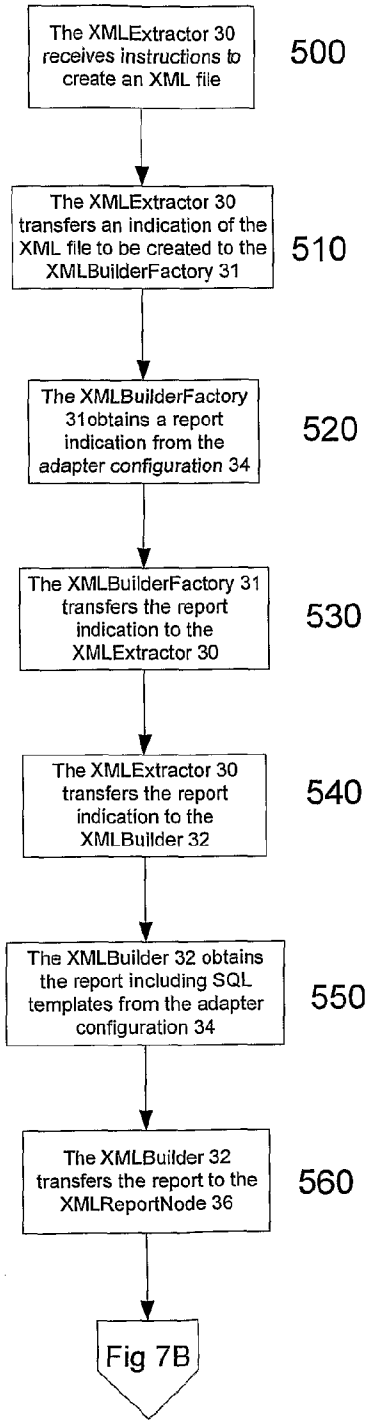 The XMLExtractor 30
receives instructions to
create an XML file
500
The XMLExtractor 30
transfers an indication of the
XML file to be created to the
XMLBuilderFactory 31
510
The XMLBuilderFactory
31obtains a report
indication from the
adapter configuration 34
520
The XMLBuilderFactory 31
transfers the report
indication to the
XMLExtractor 30
530
The XMLExtractor 30
transfers the report
indication to the
XMLBuilder 32
540
The XMLBuilder 32 obtains
the report including SQL
templates from the adapter
configuration 34
550
The XMLBuilder 32
transfers the report to the
XMLReportNode 36
560
Fig 7B